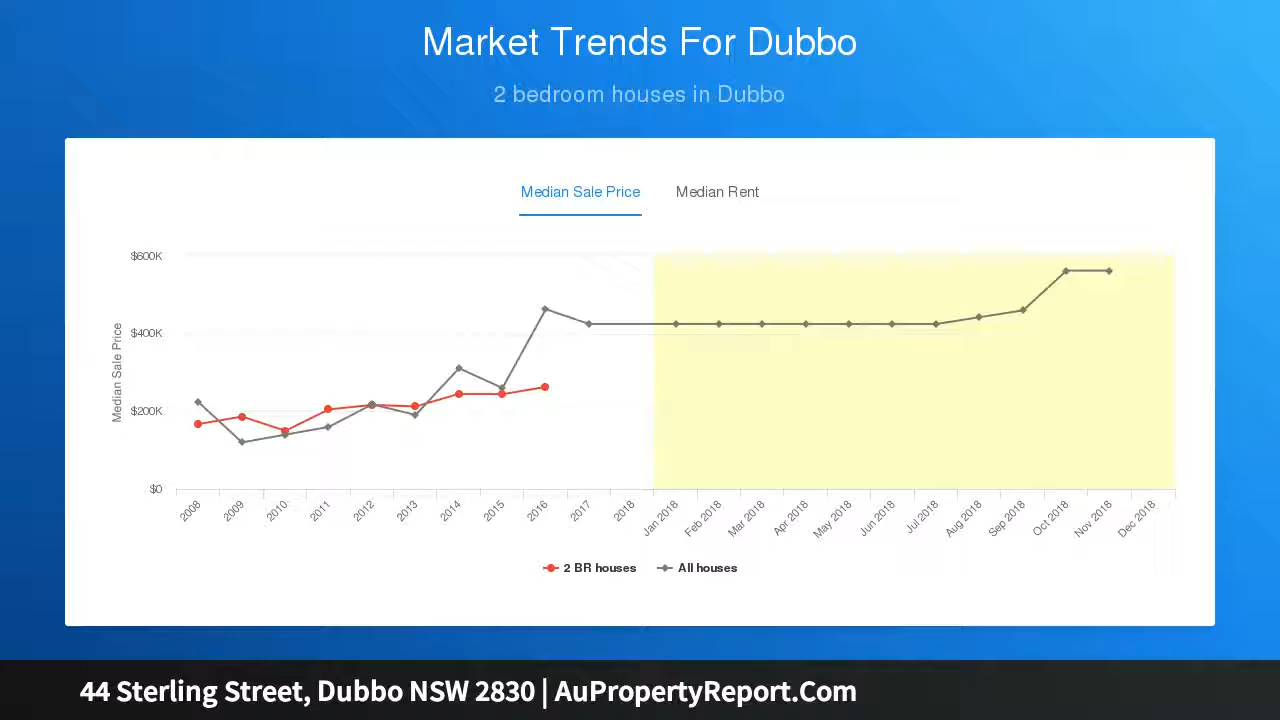 Market Trends For Dubbo
2 bedroom houses in Dubbo
Median Sale Price Median Rent
Median Sale Price
$600K
$400K
$200K
$0
2008 2009 2010 2011 2012 2013 2014 2015 2016 2017 2018 Jan 2018 Feb 2018 Mar 2018 Apr 2018 May 2018 Jun 2018 Jul 2018 Aug 2018 Sep 2018 Oct 2018 Nov 2018 Dec 2018
2 BR houses All houses
44 Sterling Street, Dubbo NSW 2830 | AuPropertyReport.Com